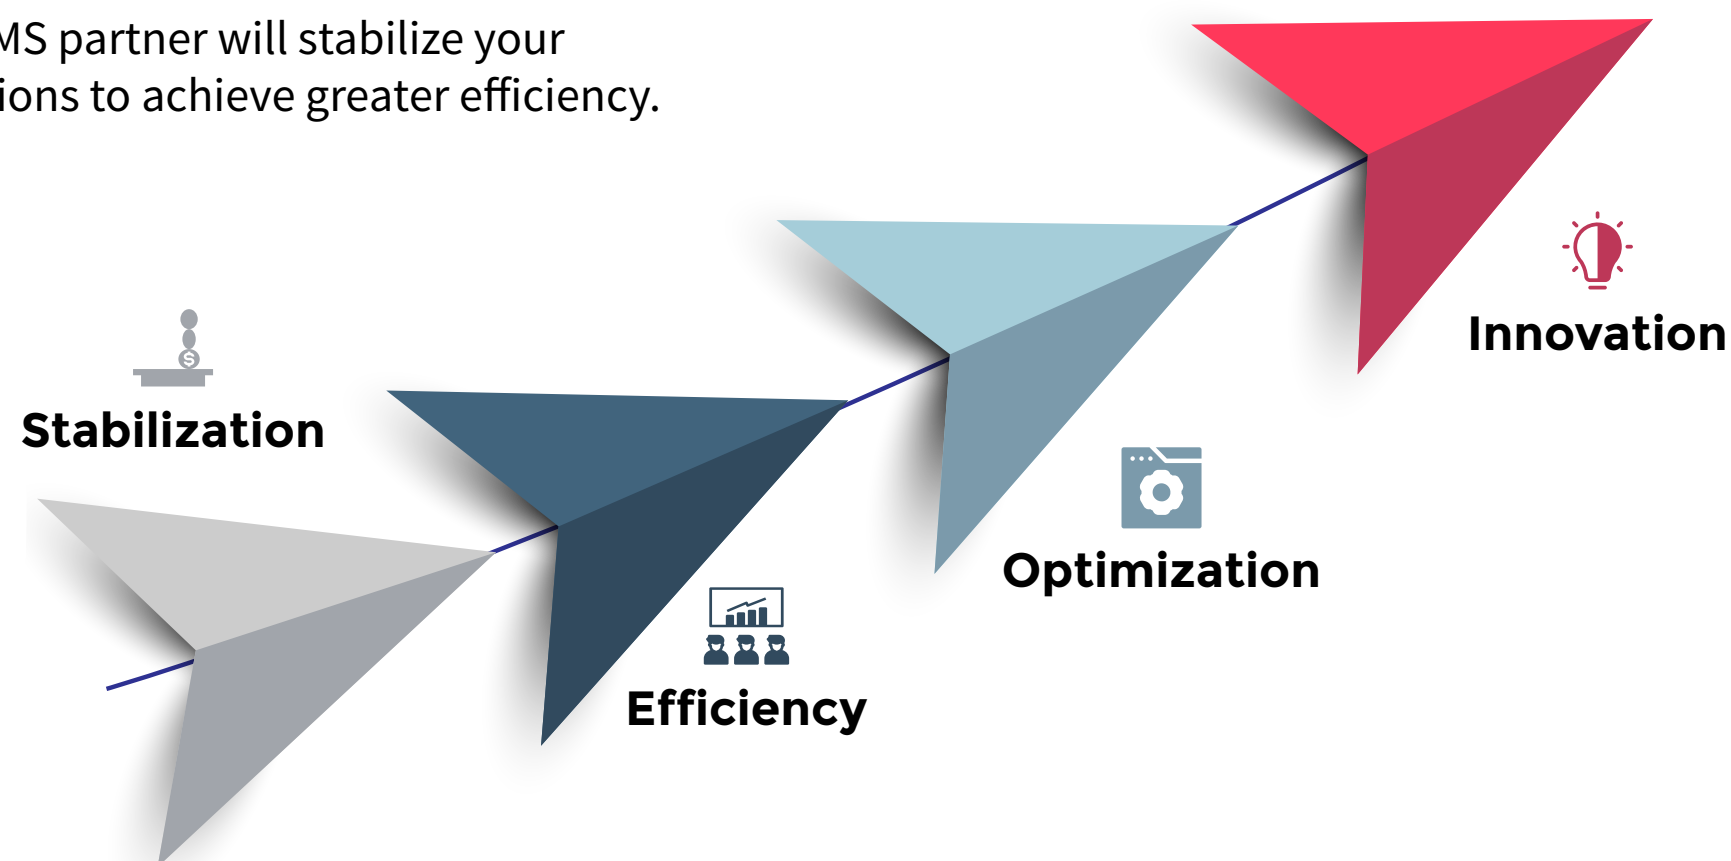 MS partner will stabilize your
ions to achieve greater efficiency.
Stabilization
Efficiency
Optimization
Innovation